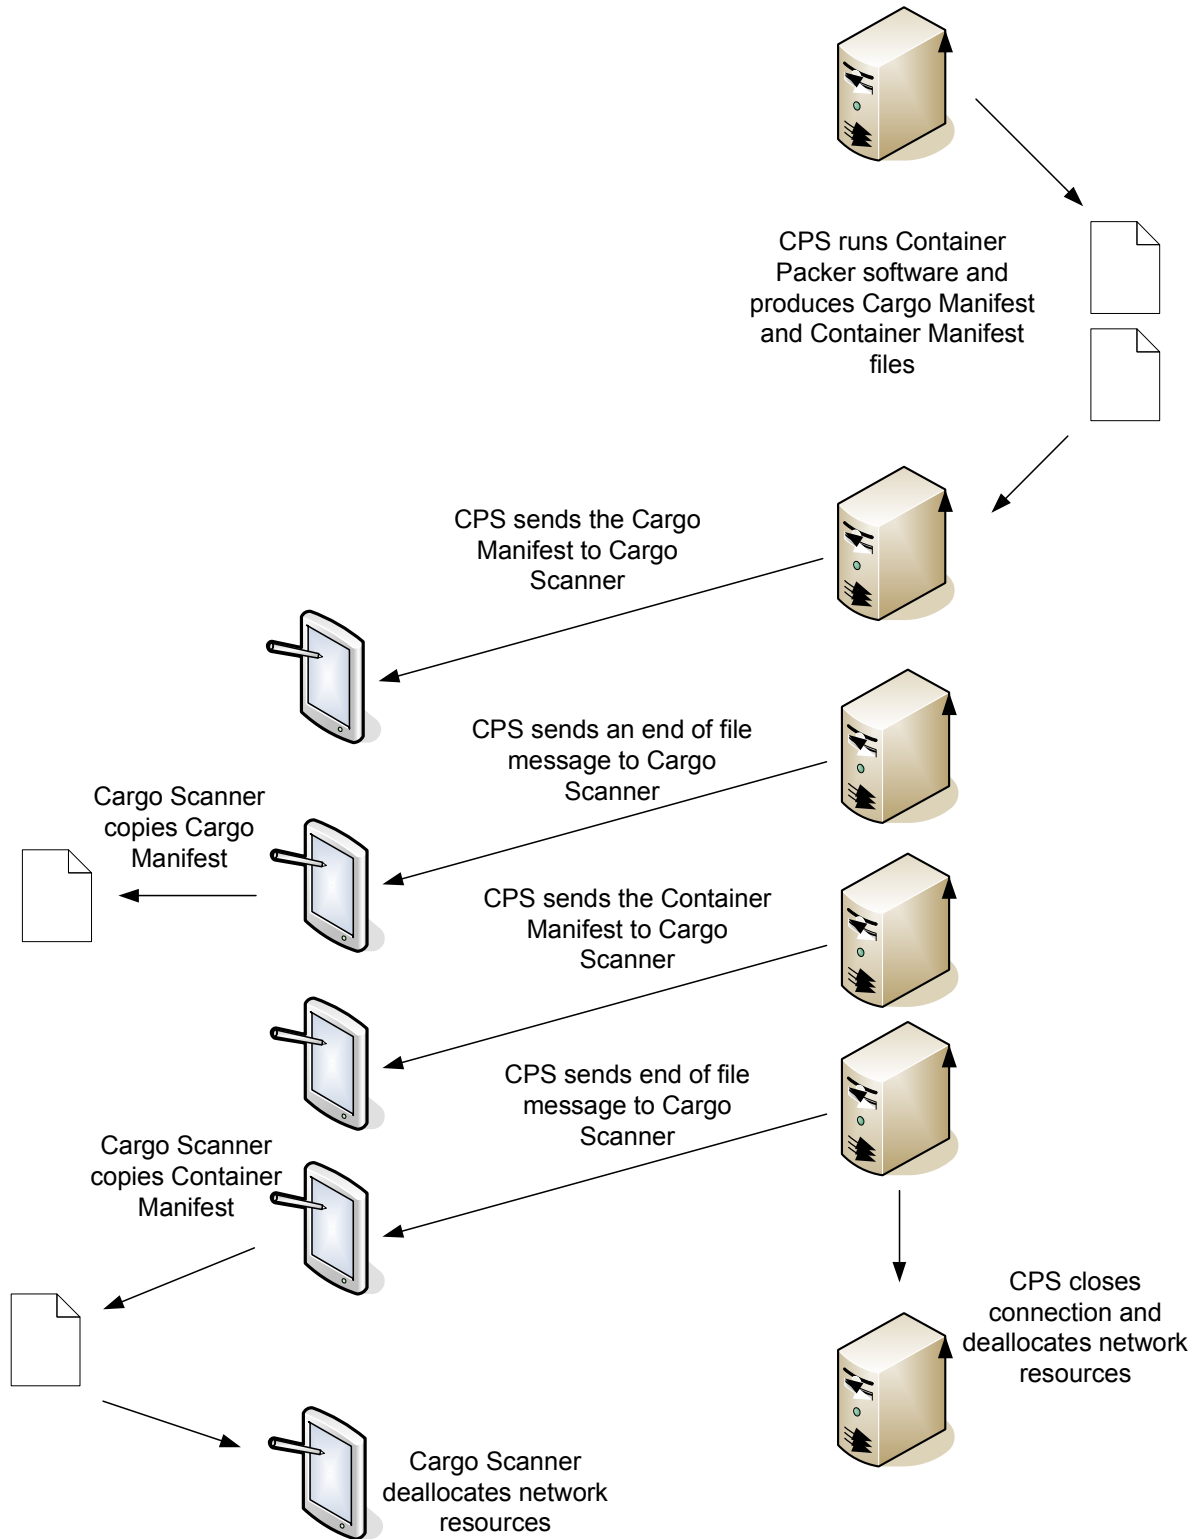 CPS runs Container
Packer software and
produces Cargo Manifest
and Container Manifest
files
CPS sends the Cargo
Manifest to Cargo
Scanner
CPS sends an end of file
message to Cargo
Scanner
Cargo Scanner
copies Cargo
Manifest
CPS sends the Container
Manifest to Cargo
Scanner
CPS sends end of file
message to Cargo
Scanner
Cargo Scanner
copies Container
Manifest
CPS closes
connection and
deallocates network
resources
Cargo Scanner
deallocates network
resources